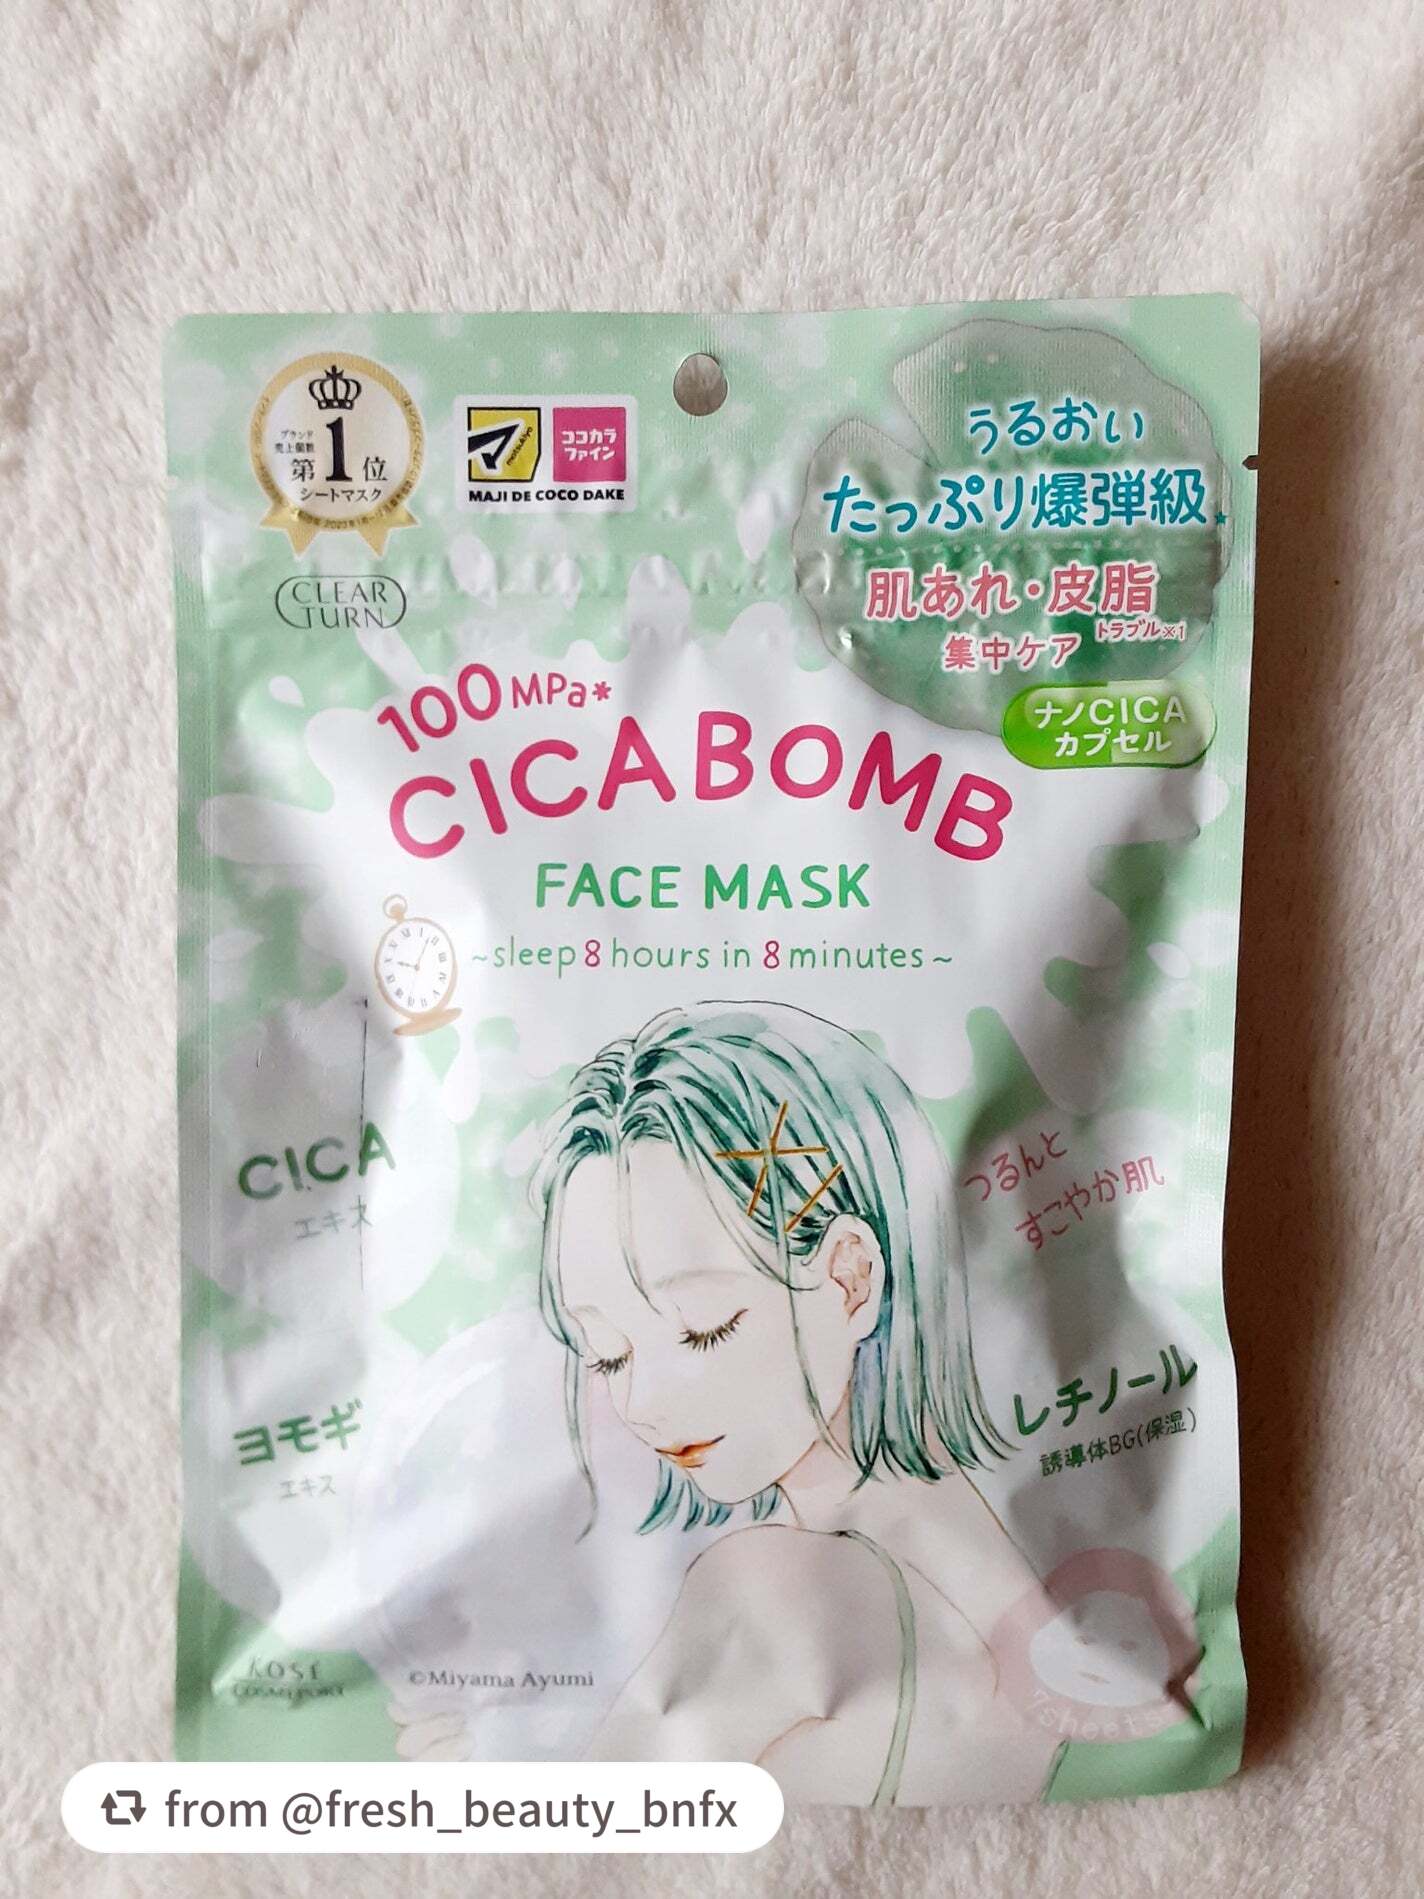 ブランド
売上個数
第1位
シートマスク
matsukiyo
ココカラ
ファイン
MAJI DE COCO DAKE
CLEAR
TURN
うるおい
たっぷり爆弾級
肌あれ・皮脂
トラブル※1
集中ケア
ナノCICA
カプセル
100MPa*
CICA BOMB
FACE MASK
~sleep 8 hours in 8 minutes~
CICA
エキス
つるんと
すこやか肌
ヨモギ
エキス
レチノール
誘導体BG(保湿)
KOSÉ
COSMEPORT
©Miyama Ayumi
7sheets
from @fresh_beauty_bnfx